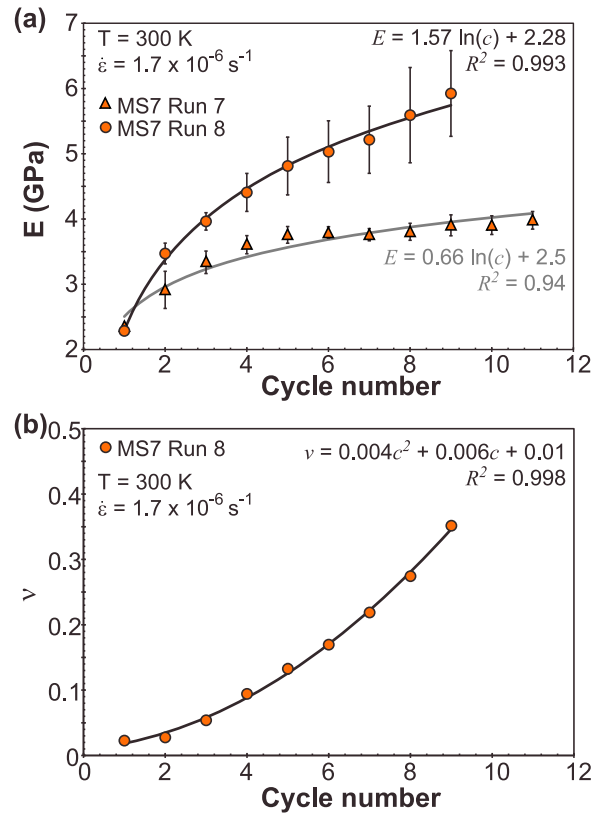 (a)
7
6
5
4
3
2
E (GPa)
T = 300 K
ε̇ = 1.7 x 10⁻⁶ s⁻¹
MS7 Run 7
MS7 Run 8
E = 1.57 ln(c) + 2.28
R² = 0.993
E = 0.66 ln(c) + 2.5
R² = 0.94
0 2 4 6 8 10 12
Cycle number
(b)
0.5
0.4
0.3
0.2
0.1
0
ν
MS7 Run 8
T = 300 K
ε̇ = 1.7 x 10⁻⁶ s⁻¹
ν = 0.004c² + 0.006c + 0.01
R² = 0.998
0 2 4 6 8 10 12
Cycle number